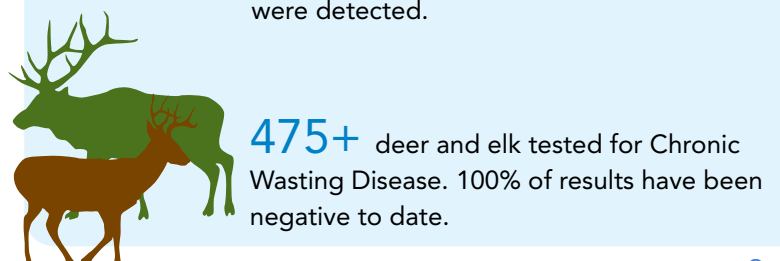 were detected.
475+ deer and elk tested for Chronic
Wasting Disease. 100% of results have been
negative to date.